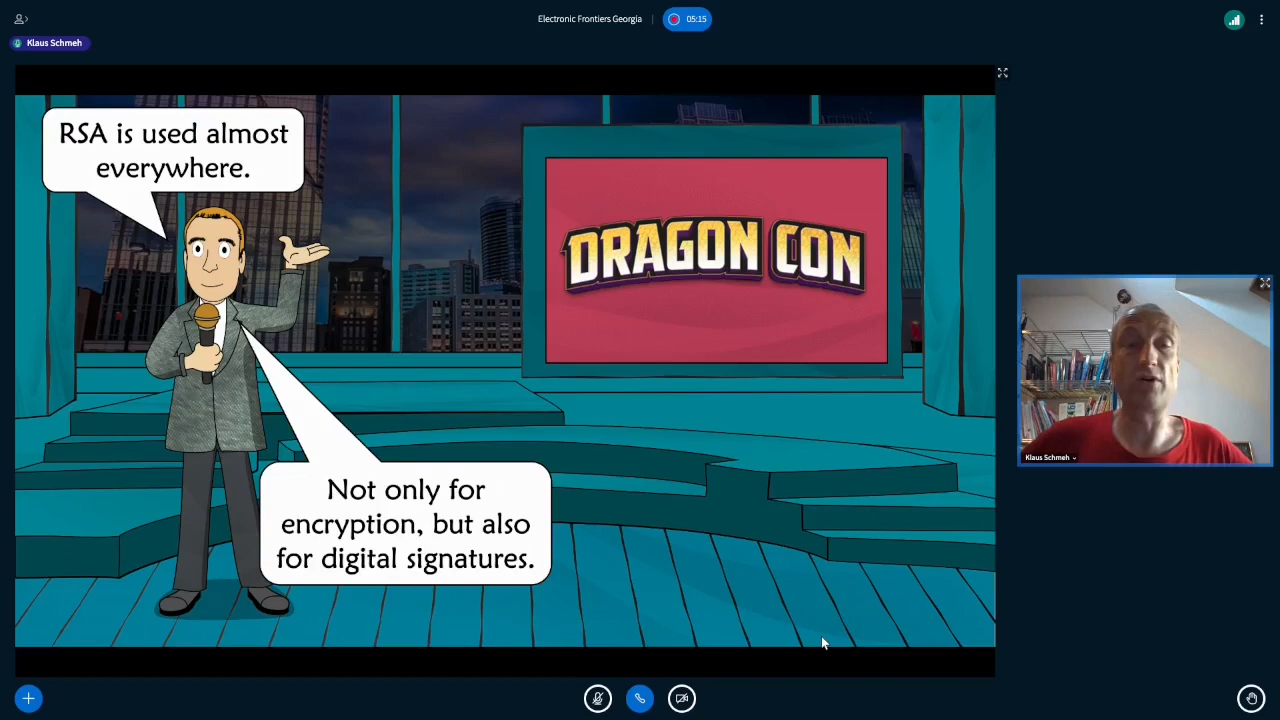 Electronic Frontiers Georgia
05:15
Klaus Schmeh
RSA is used almost
everywhere.
DRAGON CON
Not only for
encryption, but also
for digital signatures.
Klaus Schmeh